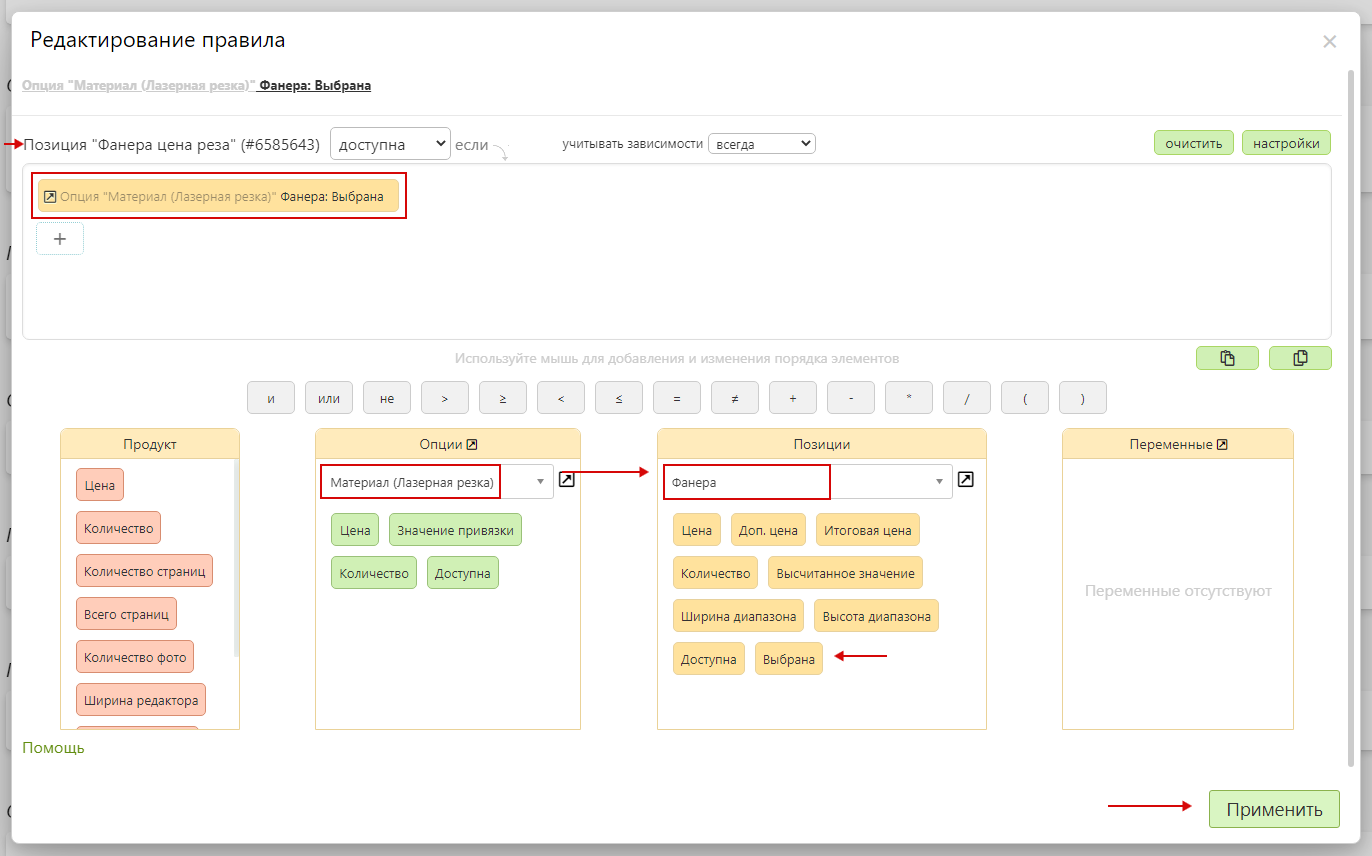 Редактирование правила
Опция "Материал (Лазерная резка)" Фанера: Выбрана
Позиция "Фанера цена реза" (#6585643) доступна если учитывать зависимости всегда очистить настройки
Опция "Материал (Лазерная резка)" Фанера: Выбрана
+
Используйте мышь для добавления и изменения порядка элементов
и или не > ≥ < ≤ = ≠ + - * / ( )
Продукт
Цена
Количество
Количество страниц
Всего страниц
Количество фото
Ширина редактора
Опции
Материал (Лазерная резка)
Цена Значение привязки
Количество Доступна
Позиции
Фанера
Цена Доп. цена Итоговая цена
Количество Высчитанное значение
Ширина диапазона Высота диапазона
Доступна Выбрана
Переменные
Переменные отсутствуют
Помощь
Применить